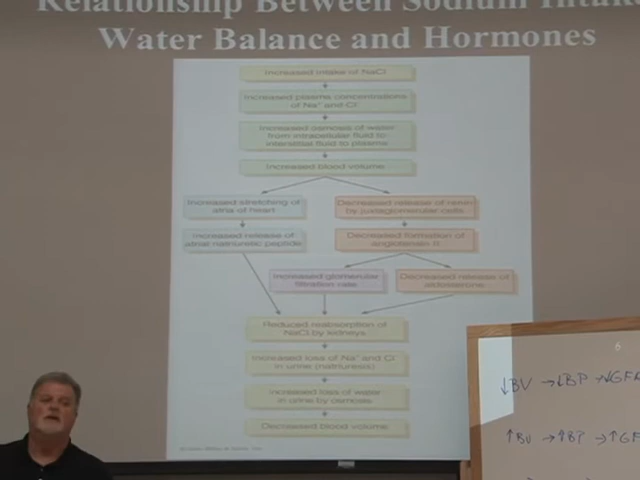 Relationship Between Sodium Intake
Water Balance and Hormones
Increased intake of NaCl
Increased plasma concentrations
of Na+ and Cl-
Increased osmosis of water
from intracellular fluid to
interstitial fluid to plasma
Increased blood volume
Increased stretching of
atria of heart
Decreased release of renin
by juxtaglomerular cells
Increased release of
atrial natriuretic peptide
Decreased formation of
angiotensin II
Increased glomerular
filtration rate
Decreased release of
aldosterone
Reduced reabsorption of
NaCl by kidneys
Increased loss of Na+ and Cl-
in urine (natriuresis)
Increased loss of water
in urine by osmosis
Decreased blood volume
6
↓BV → ↓BP → ↓GFR
↑BV → ↑BP → ↑GF